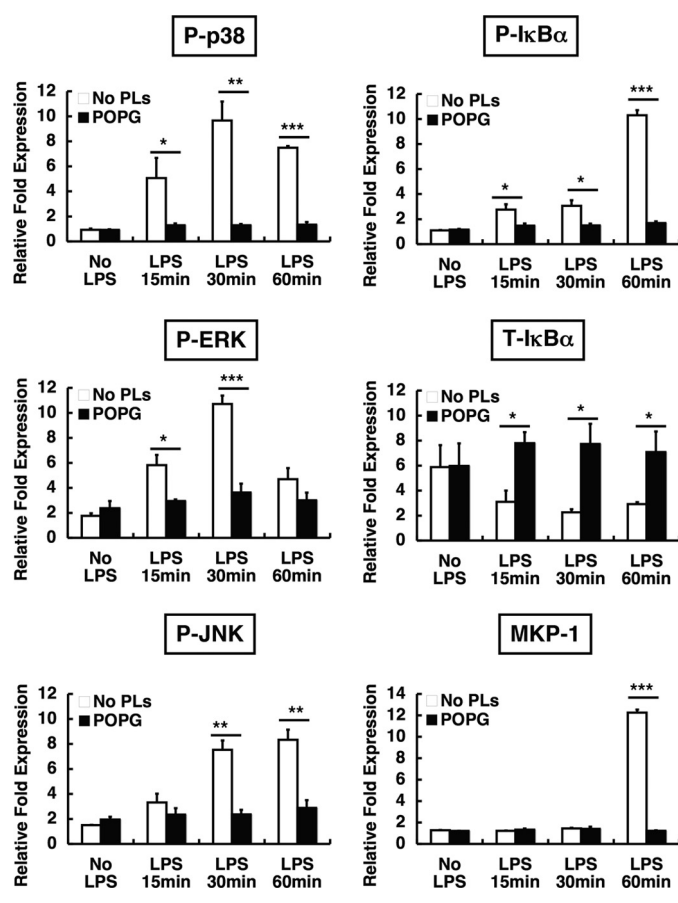 P-p38
Relative Fold Expression
12
10
8
6
4
2
0
No PLs
POPG
*
**
***
No LPS LPS LPS
LPS 15min 30min 60min
P-IκBα
Relative Fold Expression
12
10
8
6
4
2
0
No PLs
POPG
*
*
***
No LPS LPS LPS
LPS 15min 30min 60min
P-ERK
Relative Fold Expression
12
10
8
6
4
2
0
No PLs
POPG
*
***
No LPS LPS LPS
LPS 15min 30min 60min
T-IκBα
Relative Fold Expression
12
10
8
6
4
2
0
No PLs
POPG
*
*
*
No LPS LPS LPS
LPS 15min 30min 60min
P-JNK
Relative Fold Expression
12
10
8
6
4
2
0
No PLs
POPG
**
**
No LPS LPS LPS
LPS 15min 30min 60min
MKP-1
Relative Fold Expression
14
12
10
8
6
4
2
0
No PLs
POPG
***
No LPS LPS LPS
LPS 15min 30min 60min